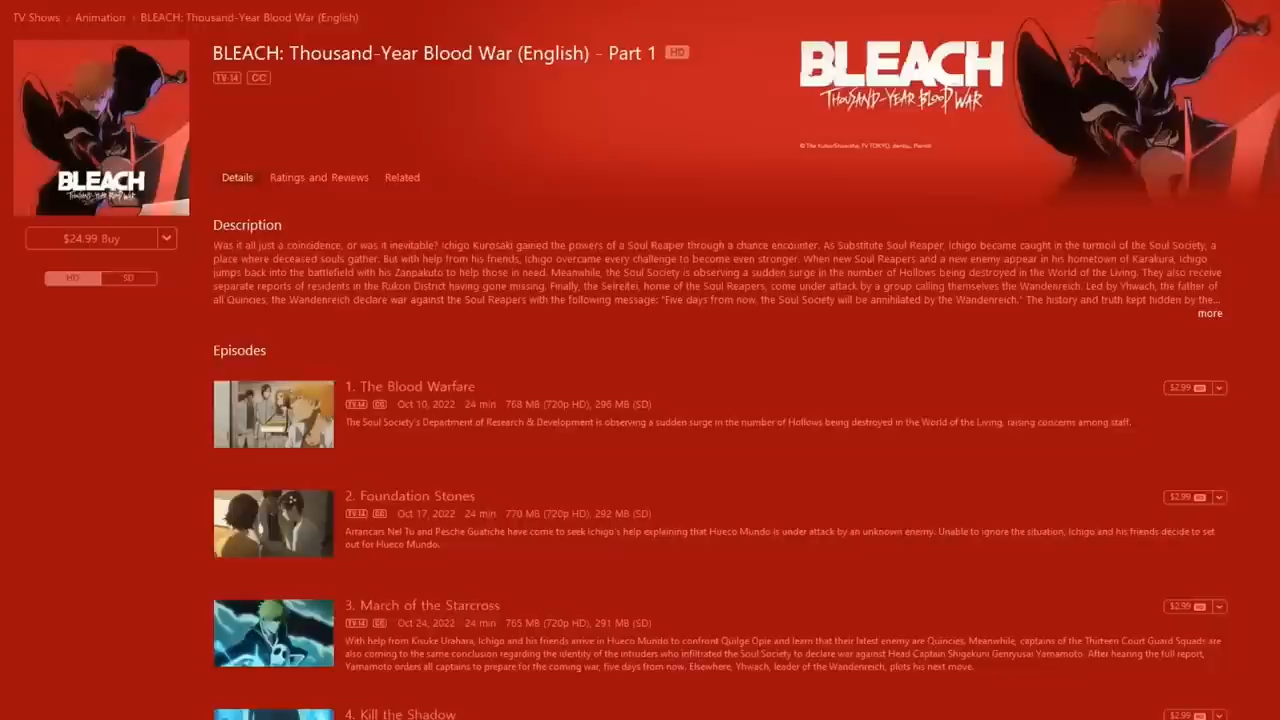 TV Shows › Animation › BLEACH: Thousand-Year Blood War (English)
BLEACH: Thousand-Year Blood War (English) - Part 1 HD
TV-14 CC
BLEACH
THOUSAND-YEAR BLOOD WAR
© Tite Kubo/Shueisha, TV TOKYO, dentsu, Pierrot
BLEACH
THOUSAND-YEAR BLOOD WAR
$24.99 Buy
HD SD
Details Ratings and Reviews Related
Description
Was it all just a coincidence, or was it inevitable? Ichigo Kurosaki gained the powers of a Soul Reaper through a chance encounter. As Substitute Soul Reaper, Ichigo became caught in the turmoil of the Soul Society, a
place where deceased souls gather. But with help from his friends, Ichigo overcame every challenge to become even stronger. When new Soul Reapers and a new enemy appear in his hometown of Karakura, Ichigo
jumps back into the battlefield with his Zanpakuto to help those in need. Meanwhile, the Soul Society is observing a sudden surge in the number of Hollows being destroyed in the World of the Living. They also receive
separate reports of residents in the Rukon District having gone missing. Finally, the Seireitei, home of the Soul Reapers, come under attack by a group calling themselves the Wandenreich. Led by Yhwach, the father of
all Quincies, the Wandenreich declare war against the Soul Reapers with the following message: "Five days from now, the Soul Society will be annihilated by the Wandenreich." The history and truth kept hidden by the...
more
Episodes
1. The Blood Warfare
TV-14 CC Oct 10, 2022 24 min 768 MB (720p HD), 296 MB (SD)
The Soul Society's Department of Research & Development is observing a sudden surge in the number of Hollows being destroyed in the World of the Living, raising concerns among staff.
$2.99 HD
2. Foundation Stones
TV-14 CC Oct 17, 2022 24 min 770 MB (720p HD), 292 MB (SD)
Arrancars Nel Tu and Pesche Guatiche have come to seek Ichigo's help explaining that Hueco Mundo is under attack by an unknown enemy. Unable to ignore the situation, Ichigo and his friends decide to set
out for Hueco Mundo.
$2.99 HD
3. March of the Starcross
TV-14 CC Oct 24, 2022 24 min 765 MB (720p HD), 291 MB (SD)
With help from Kisuke Urahara, Ichigo and his friends arrive in Hueco Mundo to confront Quilge Opie and learn that their latest enemy are Quincies. Meanwhile, captains of the Thirteen Court Guard Squads are
also coming to the same conclusion regarding the identity of the intruders who infiltrated the Soul Society to declare war against Head Captain Shigekuni Genryusai Yamamoto. After hearing the full report,
Yamamoto orders all captains to prepare for the coming war, five days from now. Elsewhere, Yhwach, leader of the Wandenreich, plots his next move.
$2.99 HD
4. Kill the Shadow
$2.99 HD